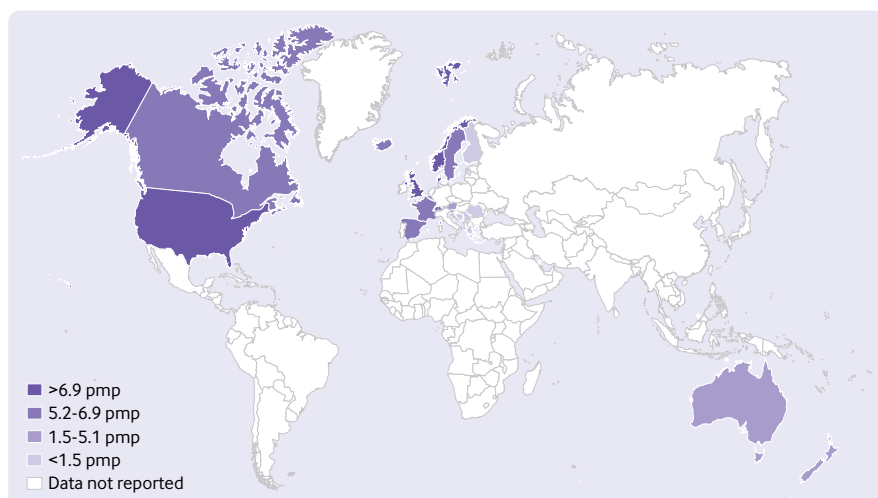 >6.9 pmp
5.2-6.9 pmp
1.5-5.1 pmp
<1.5 pmp
Data not reported